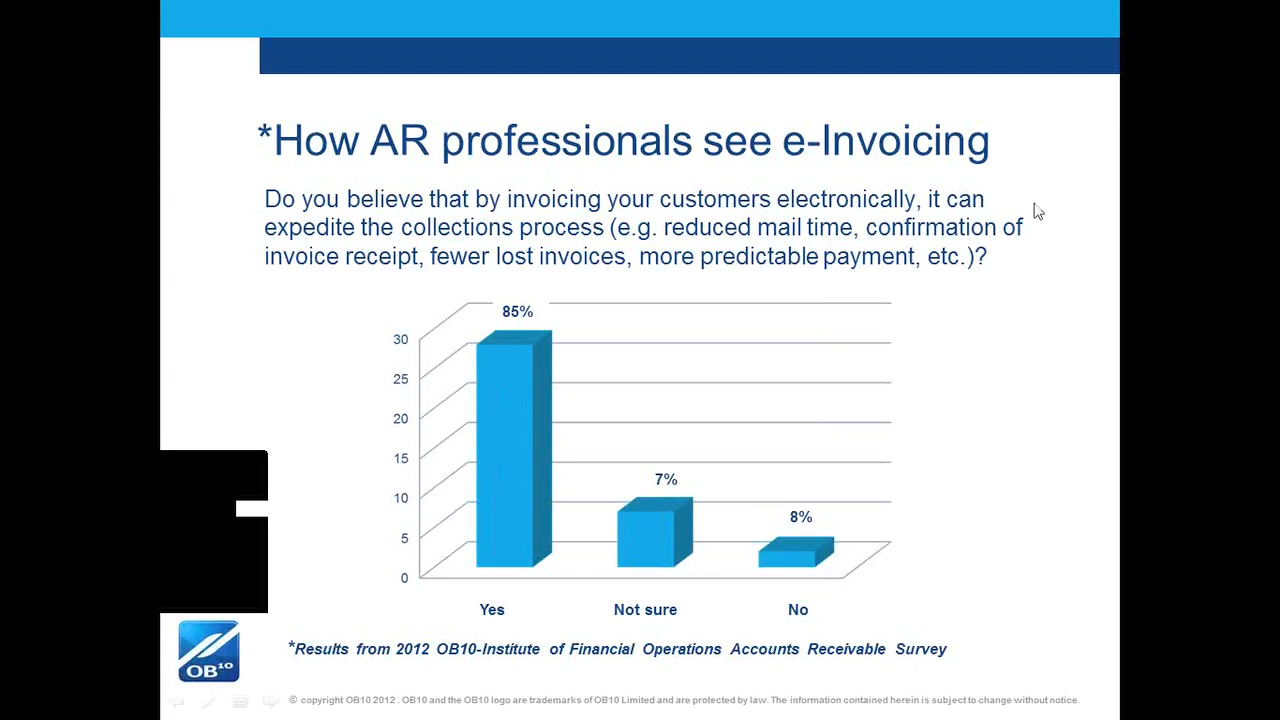 *How AR professionals see e-Invoicing
Do you believe that by invoicing your customers electronically, it can
expedite the collections process (e.g. reduced mail time, confirmation of
invoice receipt, fewer lost invoices, more predictable payment, etc.)?
85%
30
25
20
15
7%
10
8%
5
0
Yes Not sure No
*Results from 2012 OB10-Institute of Financial Operations Accounts Receivable Survey
OB10
© copyright OB10 2012 . OB10 and the OB10 logo are trademarks of OB10 Limited and are protected by law. The information contained herein is subject to change without notice.